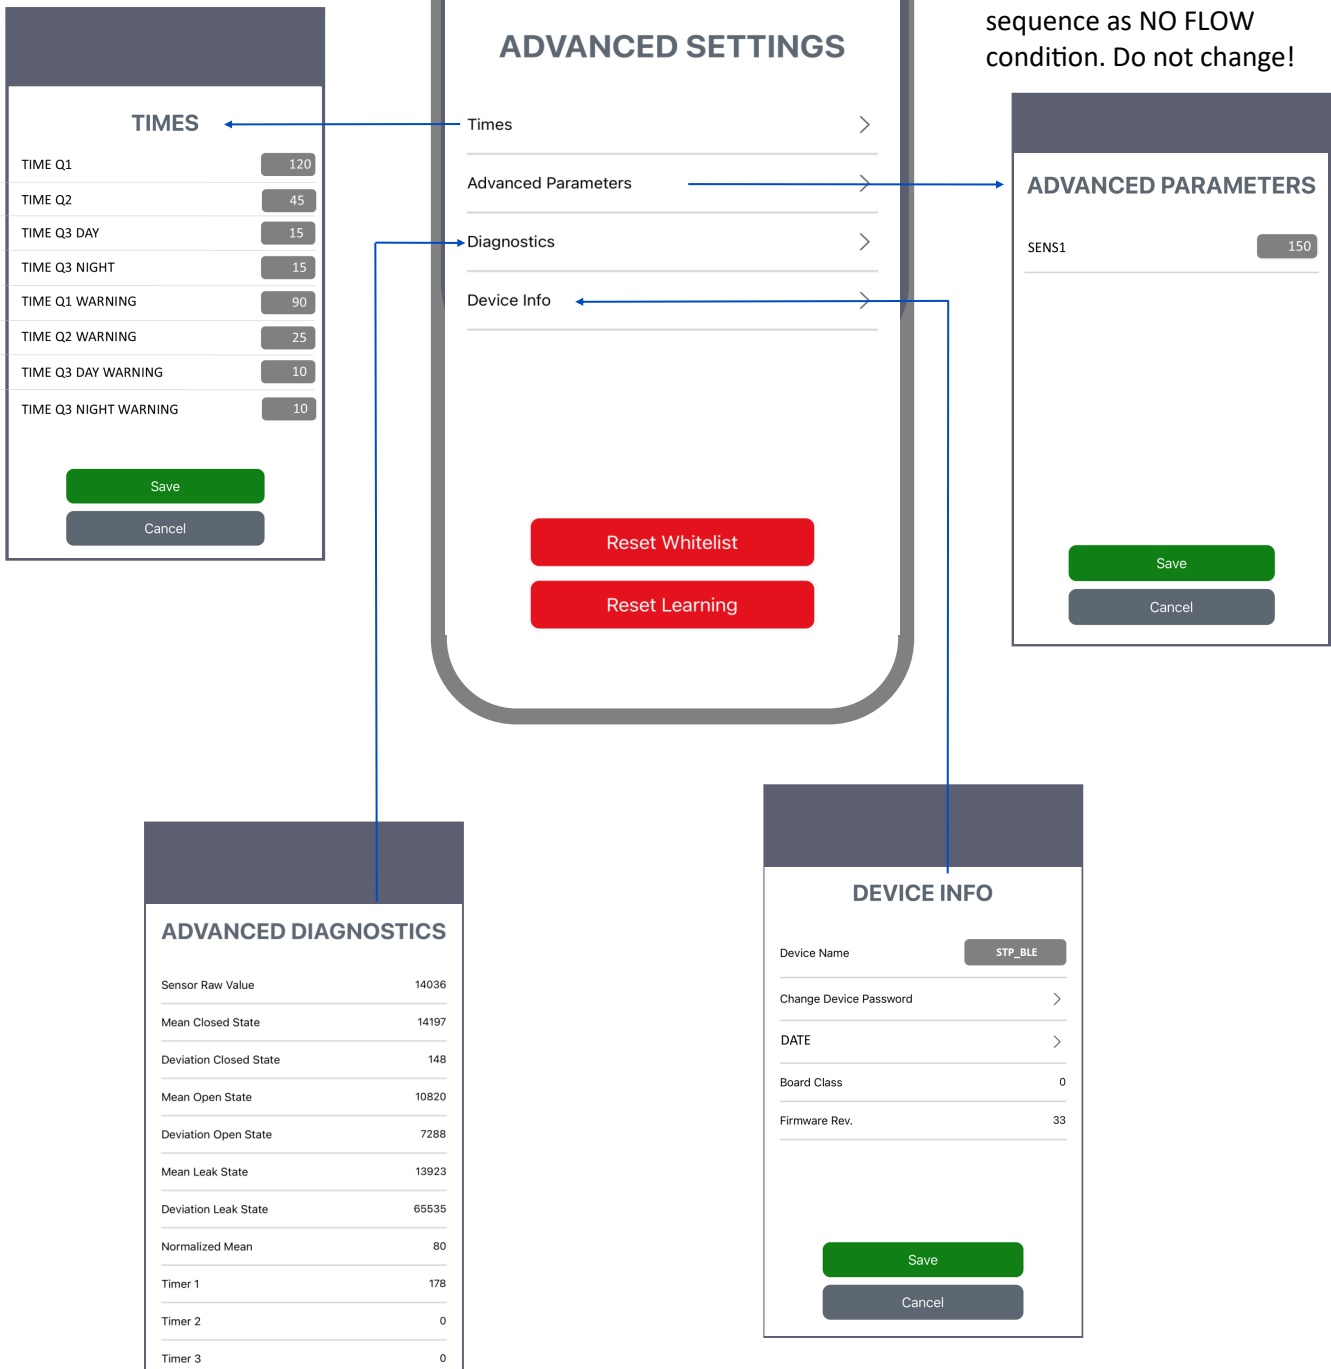 sequence as NO FLOW
condition. Do not change!
ADVANCED SETTINGS
Times
Advanced Parameters
Diagnostics
Device Info
Reset Whitelist
Reset Learning
TIMES
TIME Q1 120
TIME Q2 45
TIME Q3 DAY 15
TIME Q3 NIGHT 15
TIME Q1 WARNING 90
TIME Q2 WARNING 25
TIME Q3 DAY WARNING 10
TIME Q3 NIGHT WARNING 10
Save
Cancel
ADVANCED PARAMETERS
SENS1 150
Save
Cancel
ADVANCED DIAGNOSTICS
Sensor Raw Value 14036
Mean Closed State 14197
Deviation Closed State 148
Mean Open State 10820
Deviation Open State 7288
Mean Leak State 13923
Deviation Leak State 65535
Normalized Mean 80
Timer 1 178
Timer 2 0
Timer 3 0
DEVICE INFO
Device Name STP_BLE
Change Device Password
DATE
Board Class 0
Firmware Rev. 33
Save
Cancel